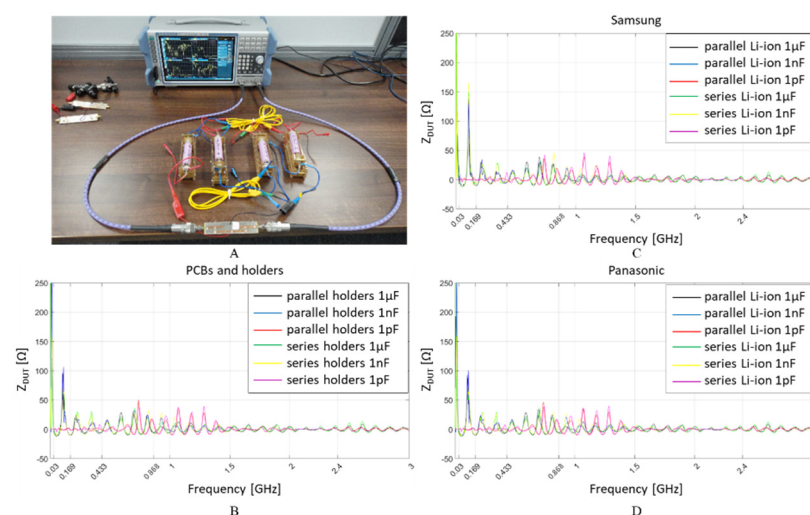 A
Samsung
Z_DUT [Ω]
250
200
150
100
50
0
-50
parallel Li-ion 1μF
parallel Li-ion 1nF
parallel Li-ion 1pF
series Li-ion 1μF
series Li-ion 1nF
series Li-ion 1pF
0.03
0.169
0.433
0.868
1
1.5
2
2.4
Frequency [GHz]
C
PCBs and holders
Z_DUT [Ω]
250
200
150
100
50
0
-50
parallel holders 1μF
parallel holders 1nF
parallel holders 1pF
series holders 1μF
series holders 1nF
series holders 1pF
0.03
0.169
0.433
0.868
1
1.5
2
2.4
3
Frequency [GHz]
B
Panasonic
Z_DUT [Ω]
250
200
150
100
50
0
-50
parallel Li-ion 1μF
parallel Li-ion 1nF
parallel Li-ion 1pF
series Li-ion 1μF
series Li-ion 1nF
series Li-ion 1pF
0.03
0.169
0.433
0.868
1
1.5
2
2.4
Frequency [GHz]
D